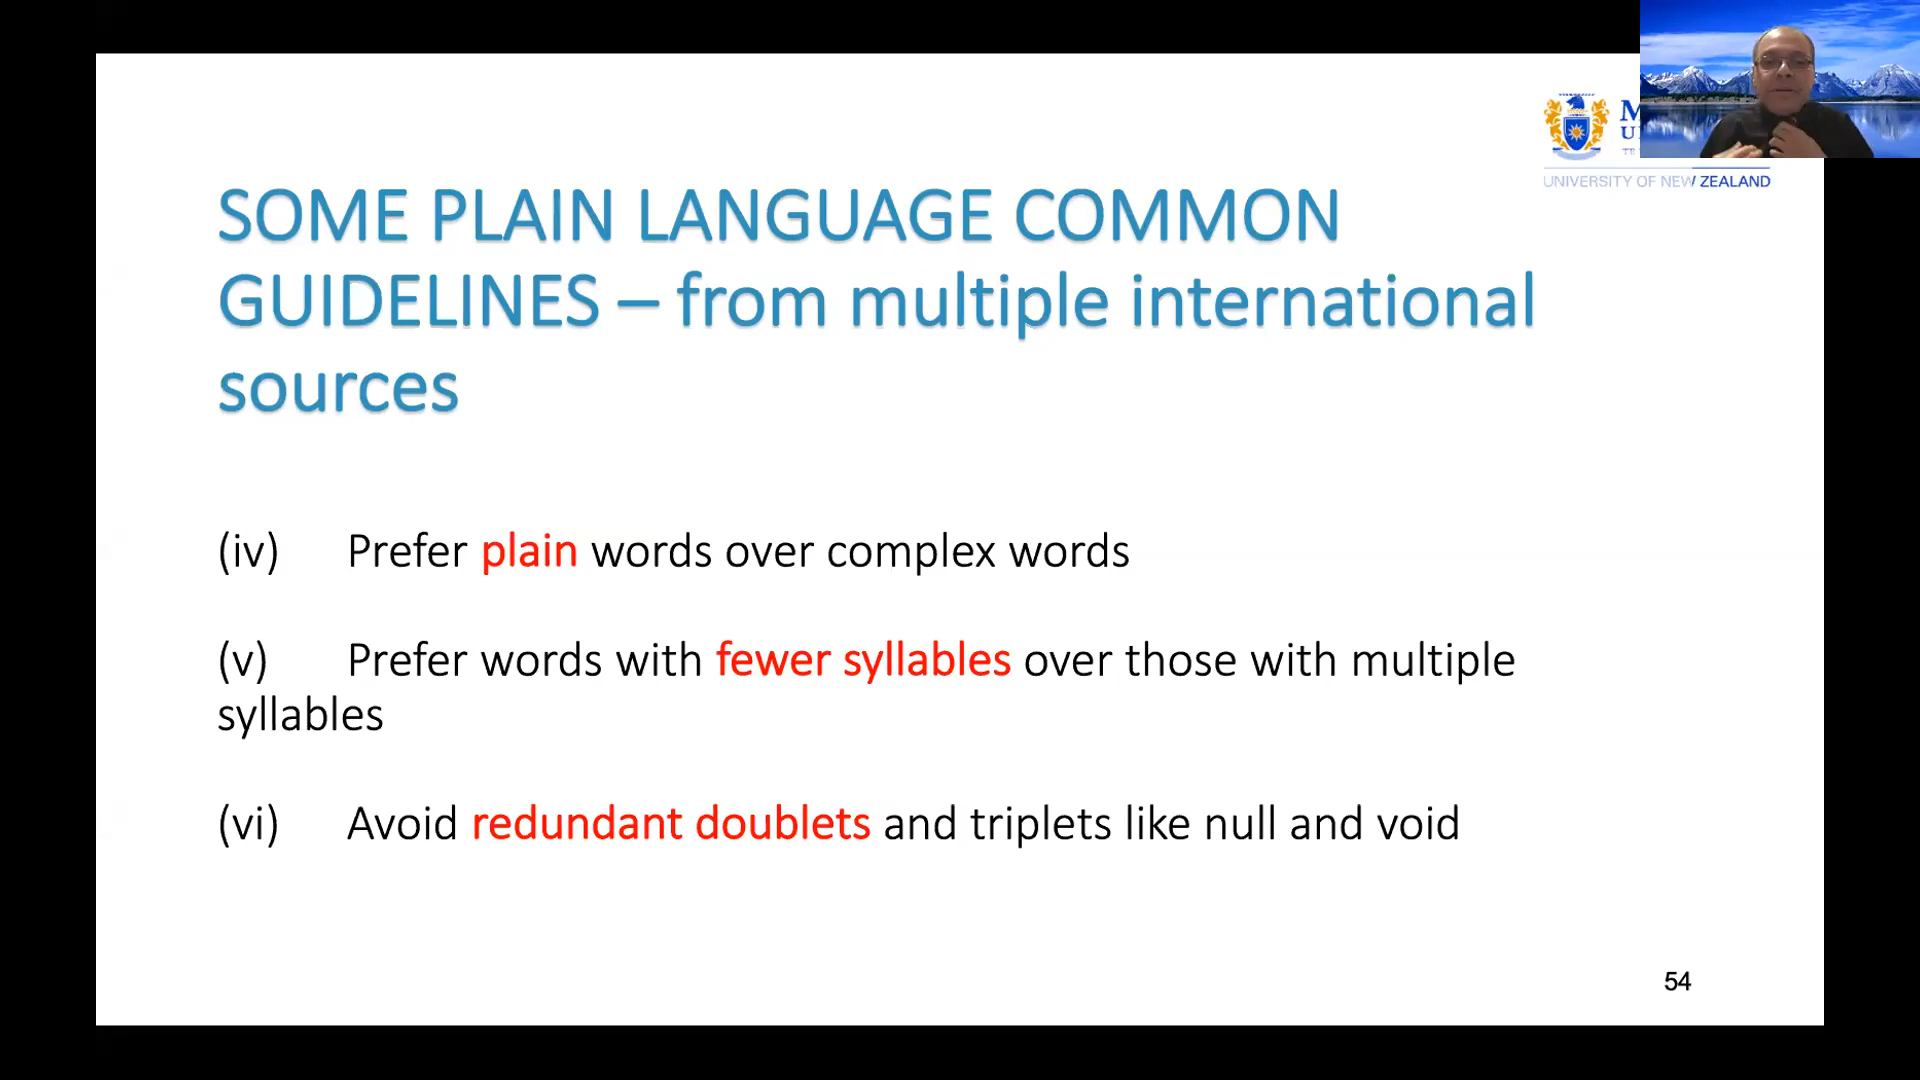 UNIVERSITY OF NEW ZEALAND
SOME PLAIN LANGUAGE COMMON
GUIDELINES – from multiple international
sources
(iv) Prefer plain words over complex words
(v) Prefer words with fewer syllables over those with multiple
syllables
(vi) Avoid redundant doublets and triplets like null and void
54